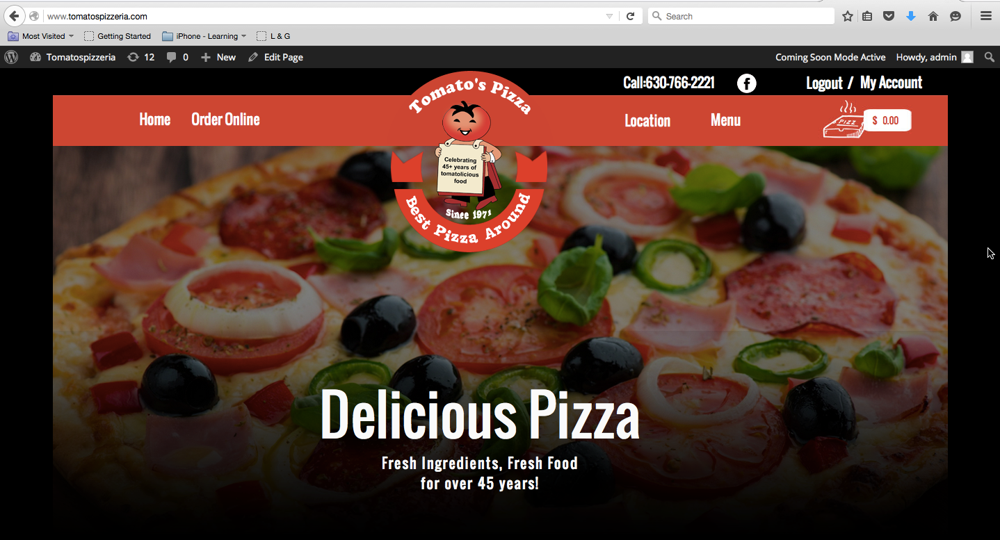 www.tomatospizzeria.com
Search
Most Visited
Getting Started
iPhone - Learning
L & G
Tomatospizzeria
12
0
New
Edit Page
Coming Soon Mode Active
Howdy, admin
Call:630-766-2221
f
Logout / My Account
Home
Order Online
Tomato's Pizza
Location
Menu
PIZZ
$ 0.00
Celebrating
45+ years of
tomatolicious
food
Since 1971
Best Pizza Around
Delicious Pizza
Fresh Ingredients, Fresh Food
for over 45 years!